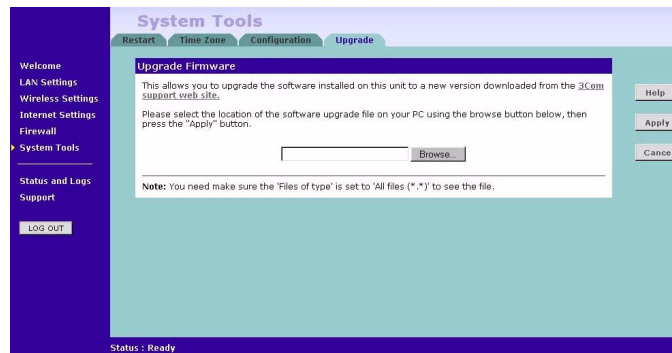 System Tools
Restart Time Zone Configuration Upgrade
Welcome
LAN Settings
Wireless Settings
Internet Settings
Firewall
System Tools
Status and Logs
Support
LOG OUT
Upgrade Firmware
This allows you to upgrade the software installed on this unit to a new version downloaded from the 3Com
support web site.
Please select the location of the software upgrade file on your PC using the browse button below, then
press the "Apply" button.
Browse...
Note: You need make sure the 'Files of type' is set to 'All files (*.*)' to see the file.
Help
Apply
Cance
Status : Ready